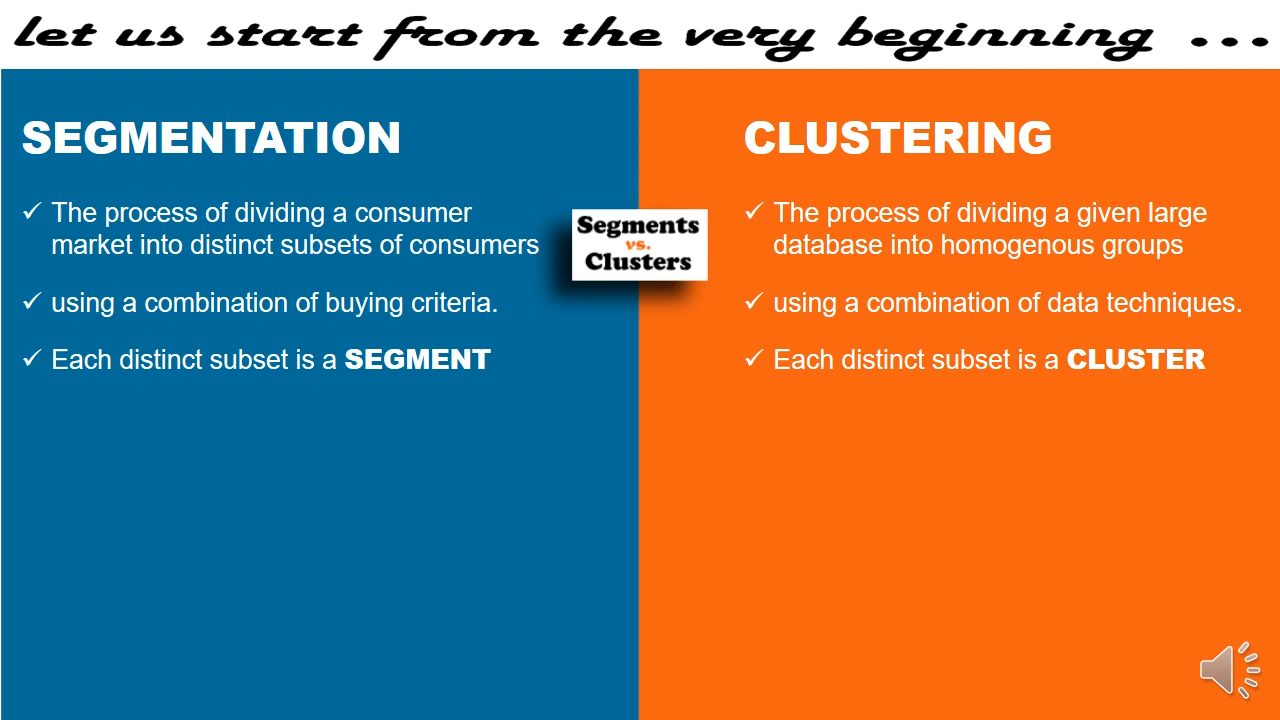 let us start from the very beginning ...
SEGMENTATION
✓ The process of dividing a consumer
market into distinct subsets of consumers
✓ using a combination of buying criteria.
✓ Each distinct subset is a SEGMENT
Segments
vs.
Clusters
CLUSTERING
✓ The process of dividing a given large
database into homogenous groups
✓ using a combination of data techniques.
✓ Each distinct subset is a CLUSTER